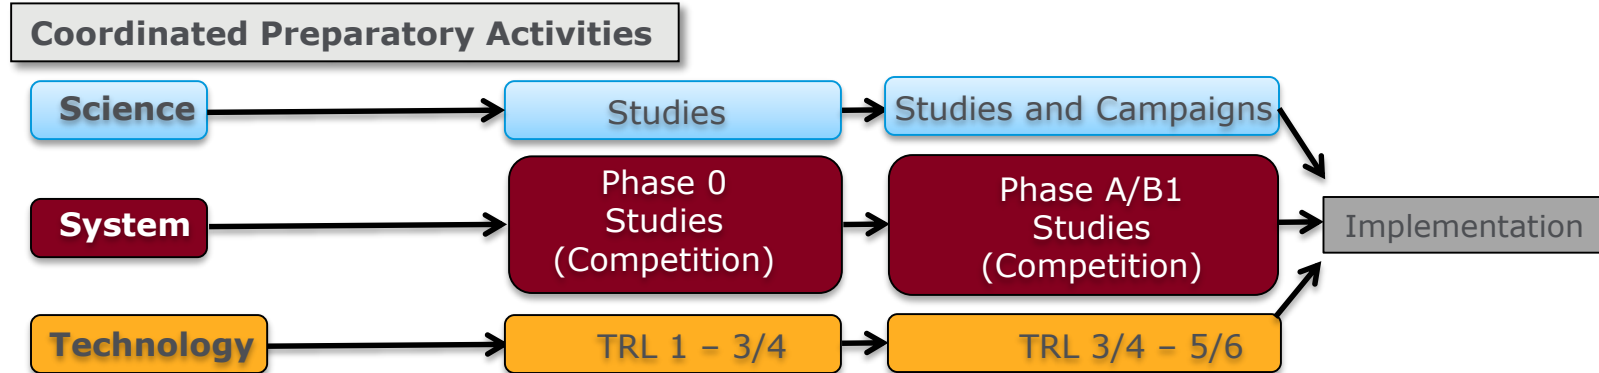 Coordinated Preparatory Activities
Science
Studies
Studies and Campaigns
System
Phase 0
Studies
(Competition)
Phase A/B1
Studies
(Competition)
Implementation
Technology
TRL 1 – 3/4
TRL 3/4 – 5/6